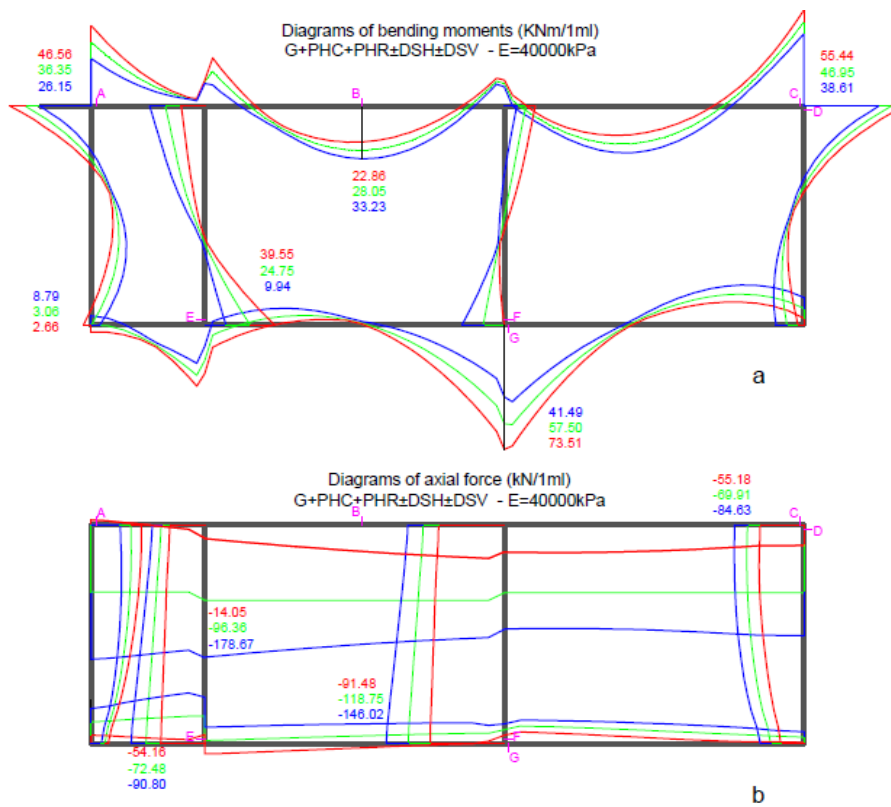 Diagrams of bending moments (KNm/1ml)
G+PHC+PHR±DSH±DSV - E=40000kPa
46.56
36.35
26.15
55.44
46.95
38.61
A
B
C
D
22.86
28.05
33.23
39.55
24.75
9.94
8.79
3.06
2.66
E
F
G
41.49
57.50
73.51
a
Diagrams of axial force (kN/1ml)
G+PHC+PHR±DSH±DSV - E=40000kPa
-55.18
-69.91
-84.63
A
B
C
D
-14.05
-96.36
-178.67
-91.48
-118.75
-146.02
E
F
G
-54.16
-72.48
-90.80
b